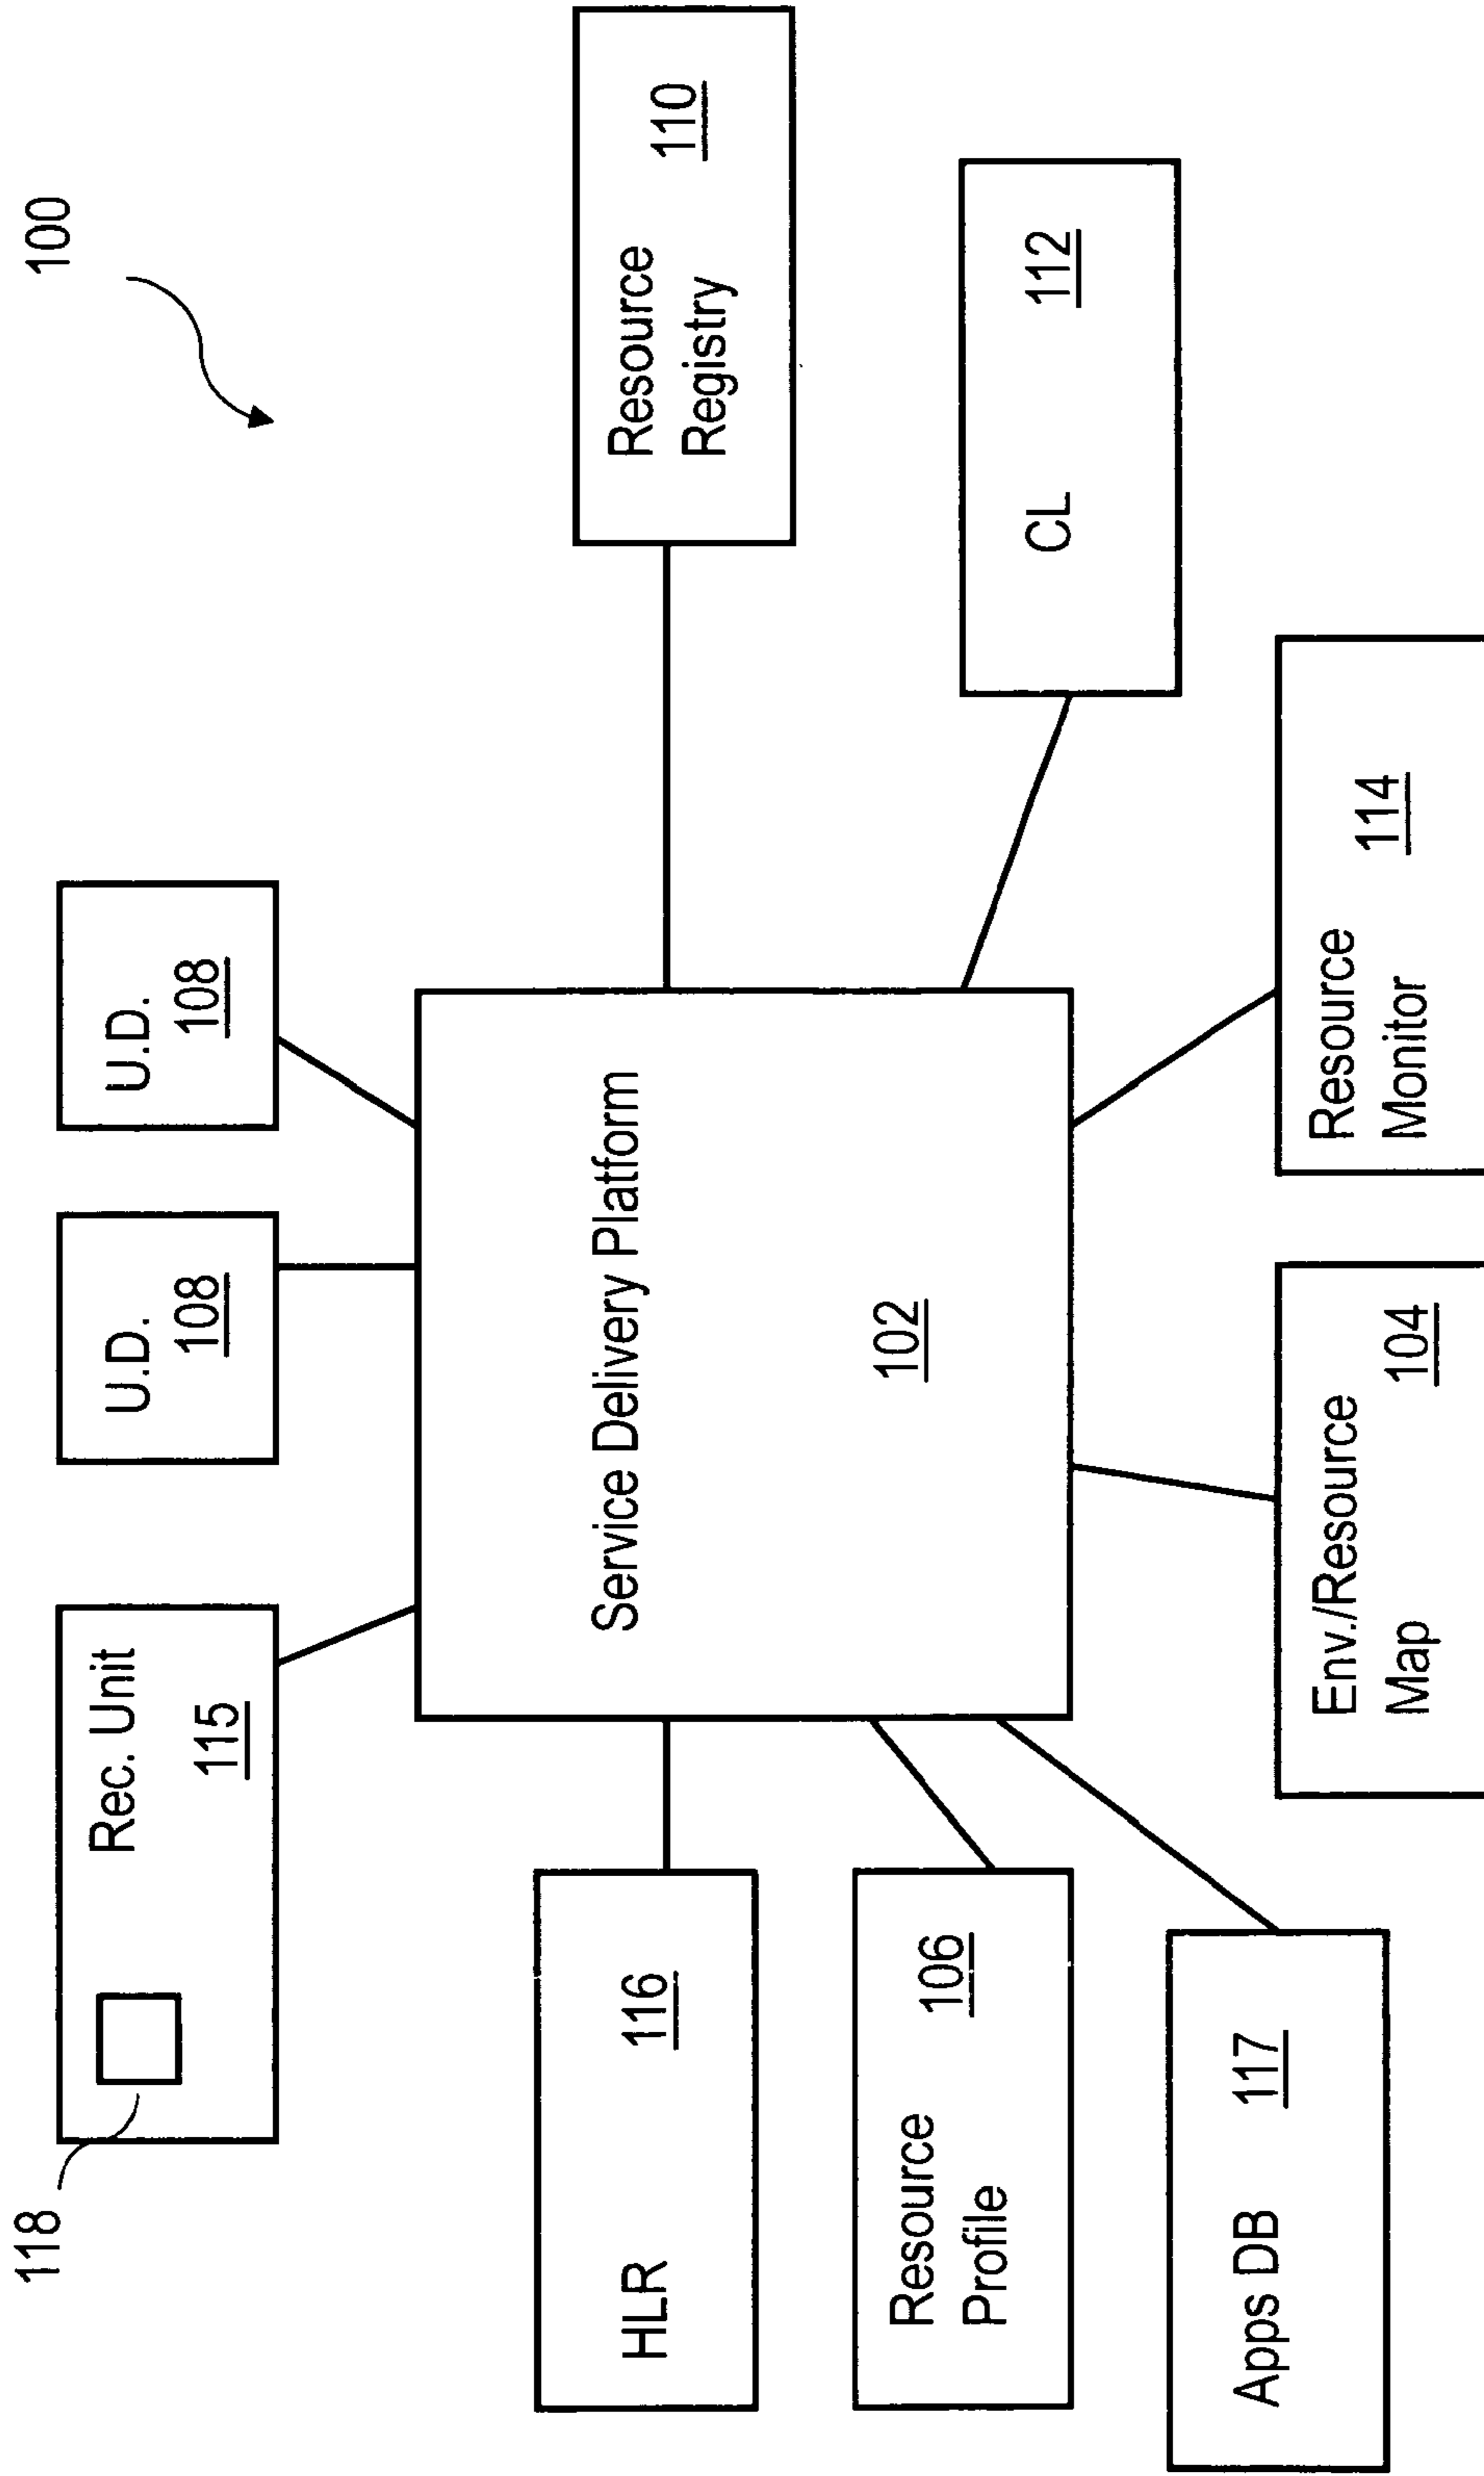 100
118
Rec. Unit
115
U.D.
108
U.D.
108
HLR
116
Service Delivery Platform
102
Resource
Registry
110
Resource
Profile
106
CL
112
Apps DB
117
Env./Resource
Map
104
Resource
Monitor
114